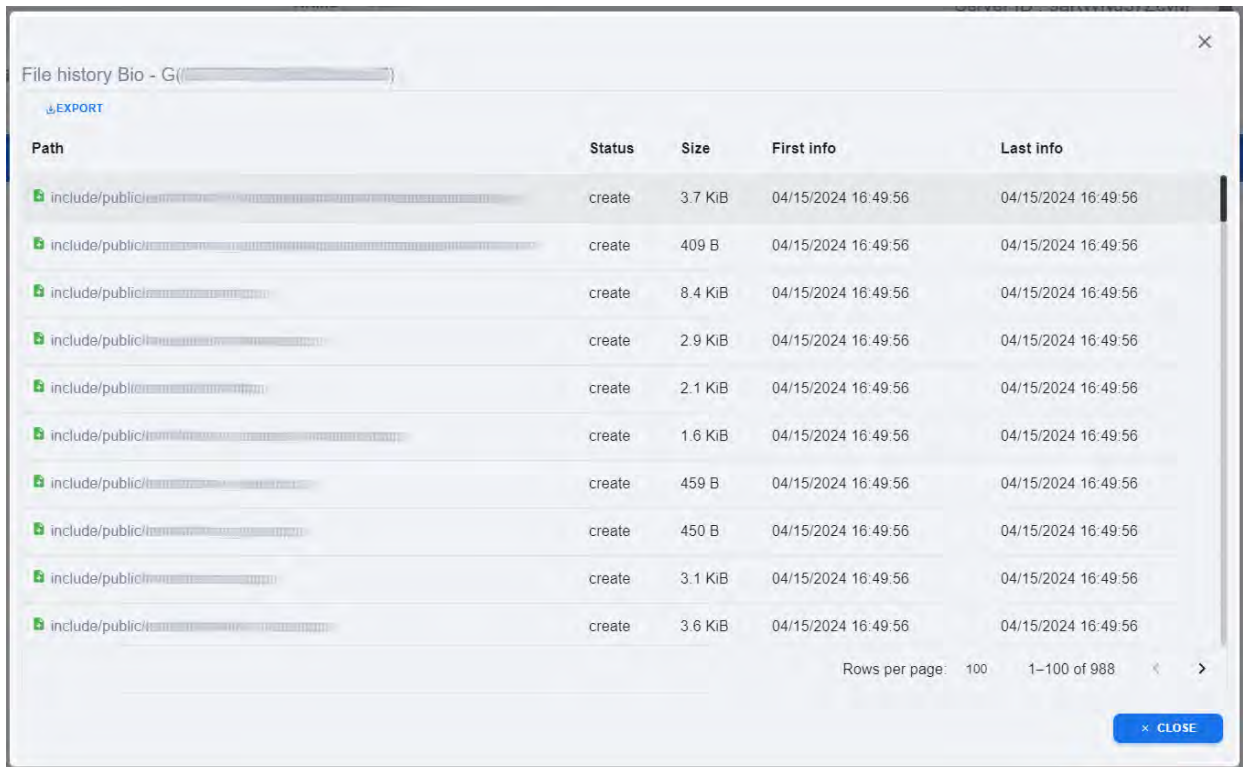 File history Bio - G(
EXPORT
Path Status Size First info Last info
include/public/ create 3.7 KiB 04/15/2024 16:49:56 04/15/2024 16:49:56
include/public/ create 409 B 04/15/2024 16:49:56 04/15/2024 16:49:56
include/public/ create 8.4 KiB 04/15/2024 16:49:56 04/15/2024 16:49:56
include/public/ create 2.9 KiB 04/15/2024 16:49:56 04/15/2024 16:49:56
include/public/ create 2.1 KiB 04/15/2024 16:49:56 04/15/2024 16:49:56
include/public/ create 1.6 KiB 04/15/2024 16:49:56 04/15/2024 16:49:56
include/public/ create 459 B 04/15/2024 16:49:56 04/15/2024 16:49:56
include/public/ create 450 B 04/15/2024 16:49:56 04/15/2024 16:49:56
include/public/ create 3.1 KiB 04/15/2024 16:49:56 04/15/2024 16:49:56
include/public/ create 3.6 KiB 04/15/2024 16:49:56 04/15/2024 16:49:56
Rows per page: 100 1–100 of 988
× CLOSE